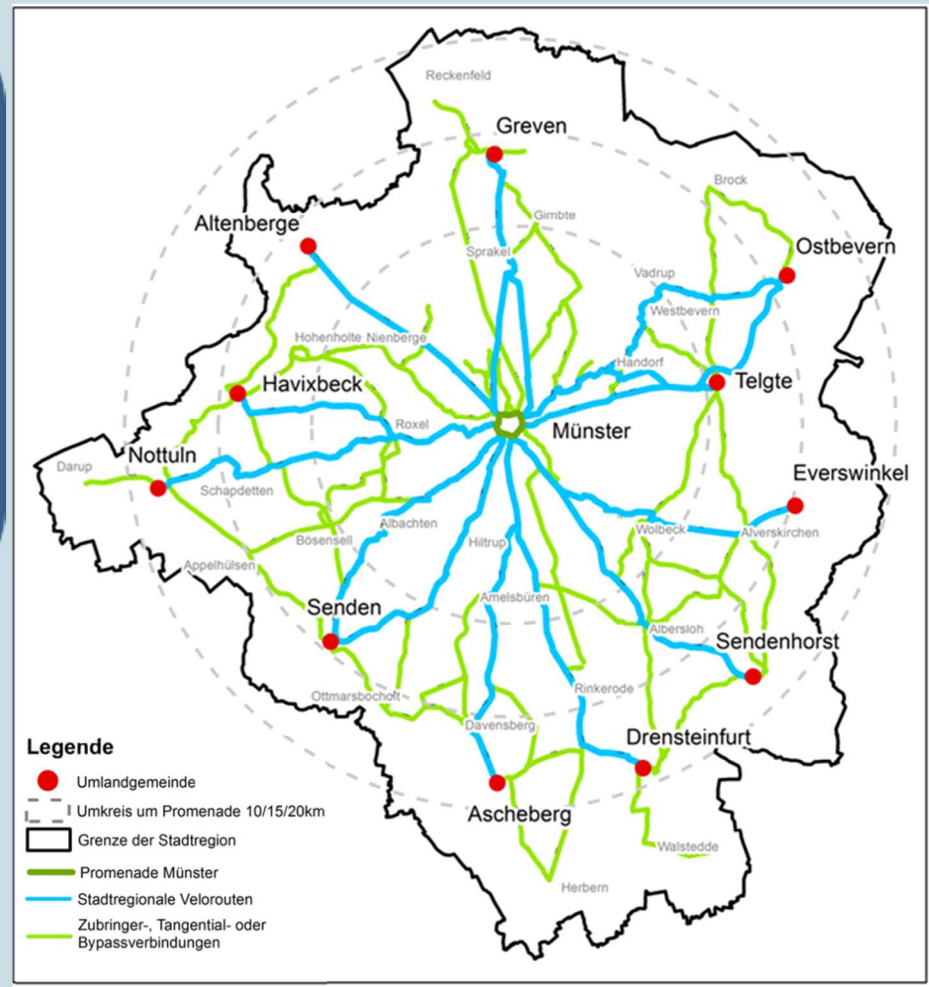 Reckenfeld
Greven
Brock
Altenberge
Gimbte
Sprakel
Ostbevern
Vadrup
Westbevern
Hohenholte Nienberge
Handorf
Havixbeck
Telgte
Roxel
Münster
Nottuln
Darup
Everswinkel
Schapdetten
Albachten
Wolbeck
Alverskirchen
Bösensell
Hiltrup
Appelhülsen
Senden
Amelsbüren
Albersloh
Sendenhorst
Ottmarsbocholt
Rinkerode
Davensberg
Drensteinfurt
Ascheberg
Walstedde
Herbern
Legende
Umlandgemeinde
Umkreis um Promenade 10/15/20km
Grenze der Stadtregion
Promenade Münster
Stadtregionale Velorouten
Zubringer-, Tangential- oder
Bypassverbindungen